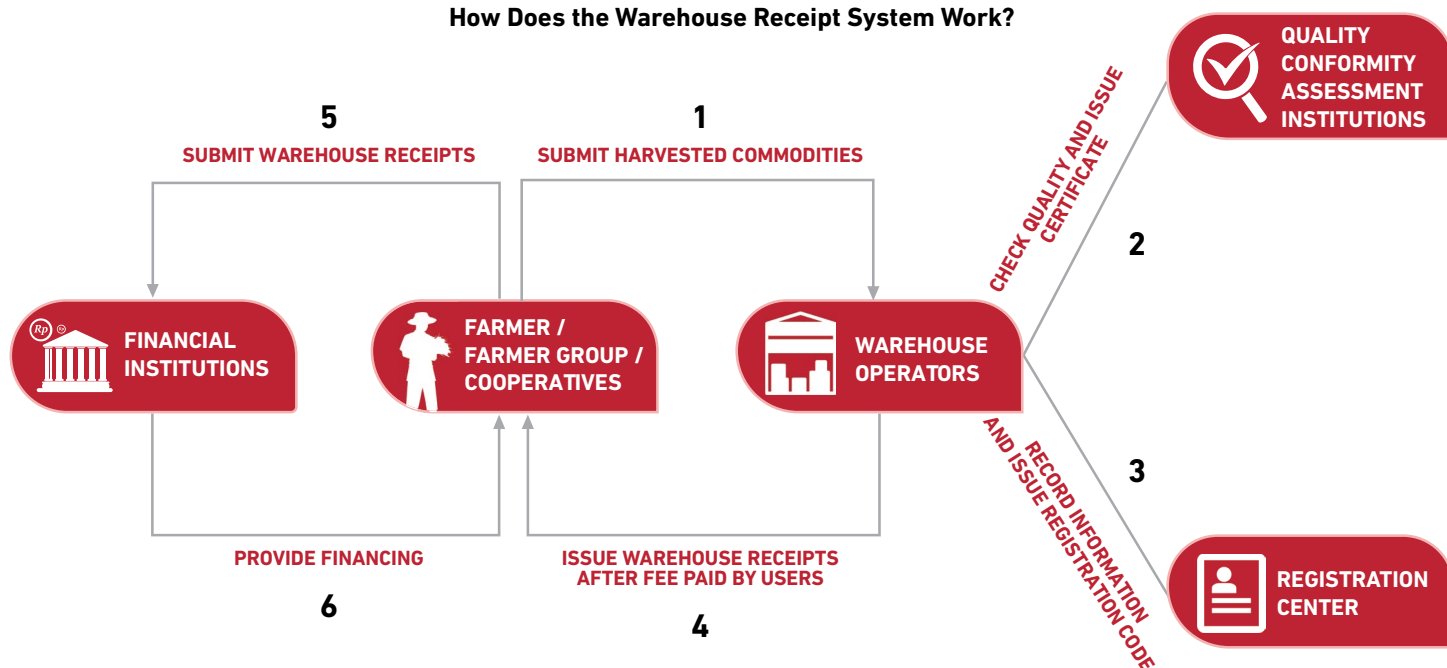 How Does the Warehouse Receipt System Work?
QUALITY
CONFORMITY
ASSESSMENT
INSTITUTIONS
5
SUBMIT WAREHOUSE RECEIPTS
1
SUBMIT HARVESTED COMMODITIES
CHECK QUALITY AND ISSUE
CERTIFICATE
2
Rp
Rp
FINANCIAL
INSTITUTIONS
FARMER /
FARMER GROUP /
COOPERATIVES
WAREHOUSE
OPERATORS
3
RECORD INFORMATION
AND ISSUE REGISTRATION CODE
PROVIDE FINANCING
6
ISSUE WAREHOUSE RECEIPTS
AFTER FEE PAID BY USERS
4
REGISTRATION
CENTER